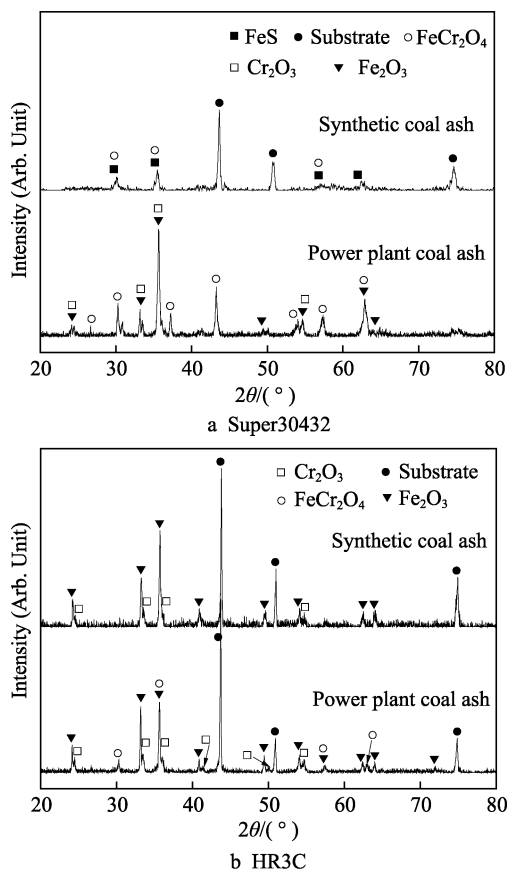 ■ FeS ● Substrate ○ FeCr₂O₄
□ Cr₂O₃ ▼ Fe₂O₃
Synthetic coal ash
Power plant coal ash
Intensity (Arb. Unit)
20 30 40 50 60 70 80
2θ/(°)
a Super30432
□ Cr₂O₃ ● Substrate
○ FeCr₂O₄ ▼ Fe₂O₃
Synthetic coal ash
Power plant coal ash
Intensity (Arb. Unit)
20 30 40 50 60 70 80
2θ/(°)
b HR3C